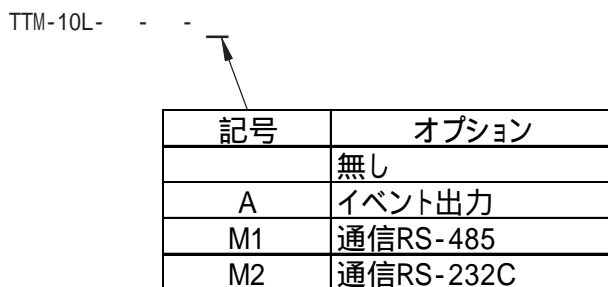 TTM-10L- - -
記号 オプション
無し
A イベント出力
M1 通信RS-485
M2 通信RS-232C